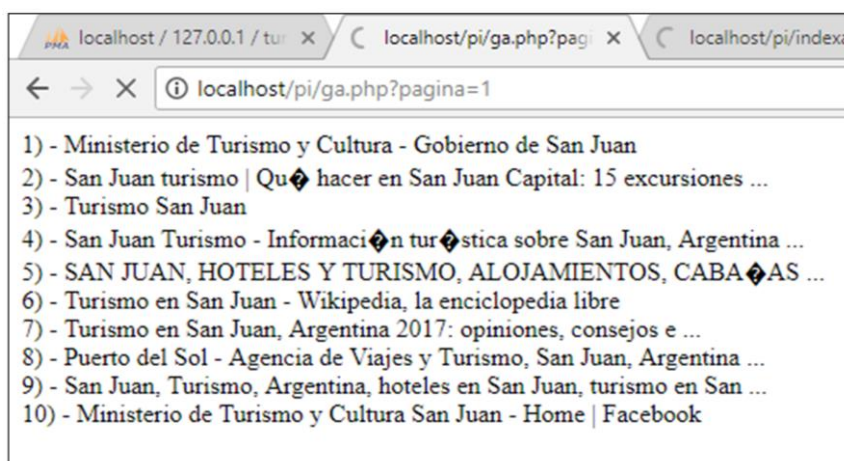 PMA localhost / 127.0.0.1 / tur
localhost/pi/ga.php?pagi
localhost/pi/indexa
localhost/pi/ga.php?pagina=1
1) - Ministerio de Turismo y Cultura - Gobierno de San Juan
2) - San Juan turismo | Qu� hacer en San Juan Capital: 15 excursiones ...
3) - Turismo San Juan
4) - San Juan Turismo - Informaci�n tur�stica sobre San Juan, Argentina ...
5) - SAN JUAN, HOTELES Y TURISMO, ALOJAMIENTOS, CABA�AS ...
6) - Turismo en San Juan - Wikipedia, la enciclopedia libre
7) - Turismo en San Juan, Argentina 2017: opiniones, consejos e ...
8) - Puerto del Sol - Agencia de Viajes y Turismo, San Juan, Argentina ...
9) - San Juan, Turismo, Argentina, hoteles en San Juan, turismo en San ...
10) - Ministerio de Turismo y Cultura San Juan - Home | Facebook